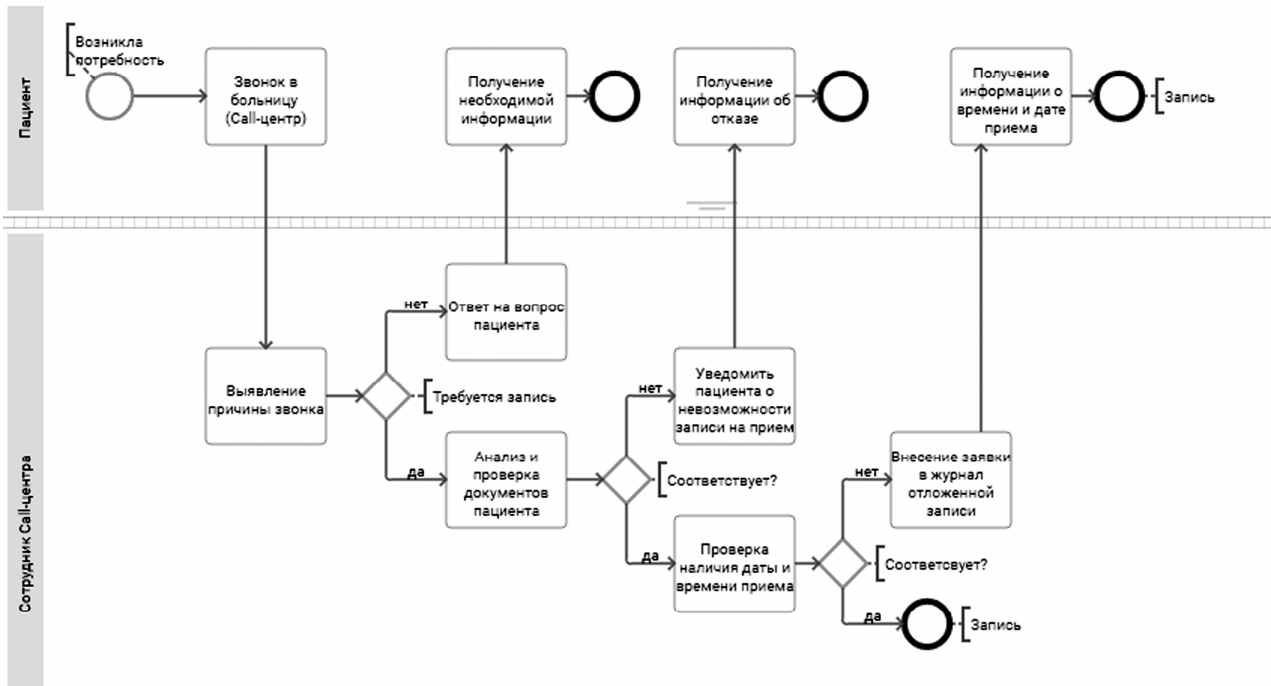 Пациент
Возникла
потребность
Звонок в
больницу
(Call-центр)
Получение
необходимой
информации
Получение
информации об
отказе
Получение
информации о
времени и дате
приема
Запись
Сотрудник Call-центра
Выявление
причины звонка
нет
Ответ на вопрос
пациента
Требуется запись
да
Анализ и
проверка
документов
пациента
нет
Уведомить
пациента о
невозможности
записи на прием
Соответствует?
да
Проверка
наличия даты и
времени приема
нет
Внесение заявки
в журнал
отложенной
записи
Соответсвует?
да
Запись